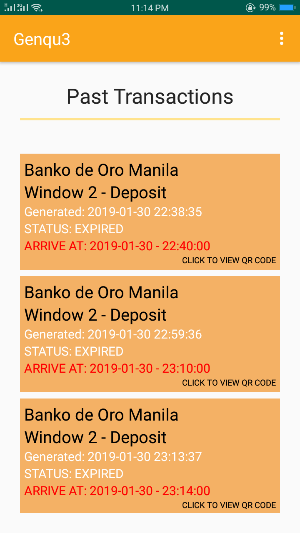 11:14 PM
99%
Genqu3
Past Transactions
Banko de Oro Manila
Window 2 - Deposit
Generated: 2019-01-30 22:38:35
STATUS: EXPIRED
ARRIVE AT: 2019-01-30 - 22:40:00
CLICK TO VIEW QR CODE
Banko de Oro Manila
Window 2 - Deposit
Generated: 2019-01-30 22:59:36
STATUS: EXPIRED
ARRIVE AT: 2019-01-30 - 23:10:00
CLICK TO VIEW QR CODE
Banko de Oro Manila
Window 2 - Deposit
Generated: 2019-01-30 23:13:37
STATUS: EXPIRED
ARRIVE AT: 2019-01-30 - 23:14:00
CLICK TO VIEW QR CODE